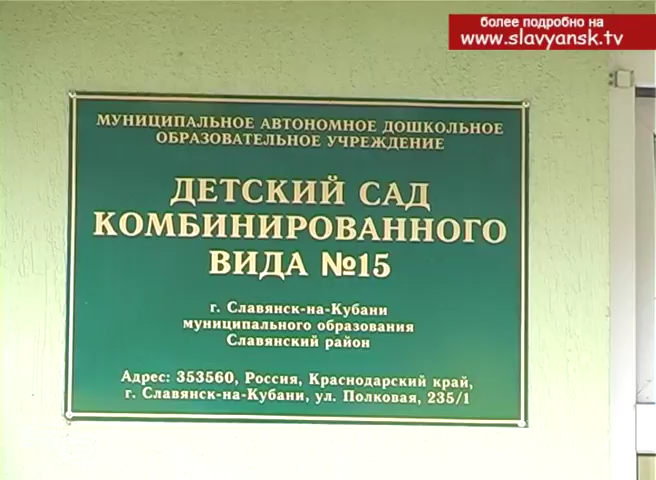 более подробно на
www.slavyansk.tv
МУНИЦИПАЛЬНОЕ АВТОНОМНОЕ ДОШКОЛЬНОЕ
ОБРАЗОВАТЕЛЬНОЕ УЧРЕЖДЕНИЕ
ДЕТСКИЙ САД
КОМБИНИРОВАННОГО
ВИДА №15
г. Славянск-на-Кубани
муниципального образования
Славянский район
Адрес: 353560, Россия, Краснодарский край,
г. Славянск-на-Кубани, ул. Полковая, 235/1